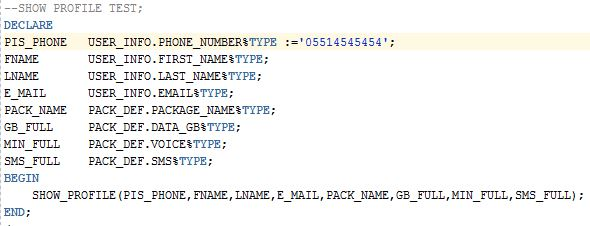 --SHOW PROFILE TEST;
DECLARE
PIS_PHONE   USER_INFO.PHONE_NUMBER%TYPE :='05514545454';
FNAME       USER_INFO.FIRST_NAME%TYPE;
LNAME       USER_INFO.LAST_NAME%TYPE;
E_MAIL      USER_INFO.EMAIL%TYPE;
PACK_NAME   PACK_DEF.PACKAGE_NAME%TYPE;
GB_FULL     PACK_DEF.DATA_GB%TYPE;
MIN_FULL    PACK_DEF.VOICE%TYPE;
SMS_FULL    PACK_DEF.SMS%TYPE;
BEGIN
    SHOW_PROFILE(PIS_PHONE,FNAME,LNAME,E_MAIL,PACK_NAME,GB_FULL,MIN_FULL,SMS_FULL);
END;